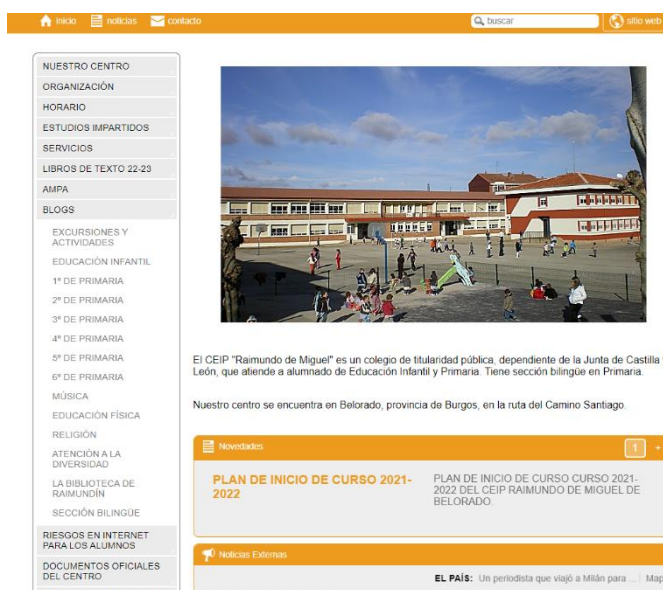 inicio noticias contacto buscar sitio web
NUESTRO CENTRO
ORGANIZACIÓN
HORARIO
ESTUDIOS IMPARTIDOS
SERVICIOS
LIBROS DE TEXTO 22-23
AMPA
BLOGS
EXCURSIONES Y
ACTIVIDADES
EDUCACIÓN INFANTIL
1º DE PRIMARIA
2º DE PRIMARIA
3º DE PRIMARIA
4º DE PRIMARIA
5º DE PRIMARIA
6º DE PRIMARIA
MÚSICA
EDUCACIÓN FÍSICA
RELIGIÓN
ATENCIÓN A LA
DIVERSIDAD
LA BIBLIOTECA DE
RAIMUNDÍN
SECCIÓN BILINGÜE
RIESGOS EN INTERNET
PARA LOS ALUMNOS
DOCUMENTOS OFICIALES
DEL CENTRO
El CEIP "Raimundo de Miguel" es un colegio de titularidad pública, dependiente de la Junta de Castilla
León, que atiende a alumnado de Educación Infantil y Primaria. Tiene sección bilingüe en Primaria.
Nuestro centro se encuentra en Belorado, provincia de Burgos, en la ruta del Camino Santiago.
Novedades 1 +
PLAN DE INICIO DE CURSO 2021-
2022
PLAN DE INICIO DE CURSO CURSO 2021-
2022 DEL CEIP RAIMUNDO DE MIGUEL DE
BELORADO.
Noticias Externas
EL PAÍS: Un periodista que viajó a Milán para ... Map